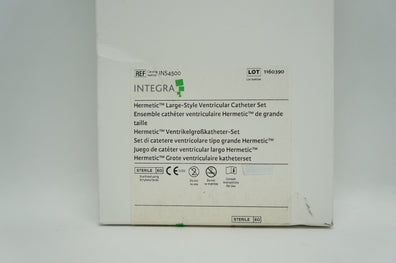 REF INS4500
LOT 1160390
INTEGRA
Hermetic™ Large-Style Ventricular Catheter Set
Ensemble cathéter ventriculaire Hermetic™ de grande
taille
Hermetic™ Ventrikelgroßkatheter-Set
Set di catetere ventricolare tipo grande Hermetic™
Juego de catéter ventricular largo Hermetic™
Hermetic™ Grote ventriculaire katheterset
STERILE EO
STERILE EO